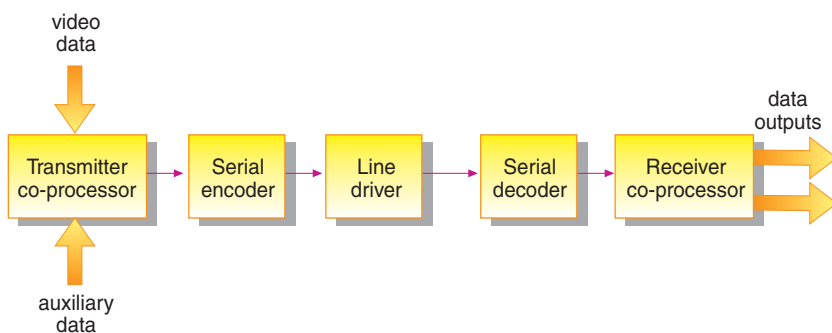 video
data
Transmitter
co-processor
Serial
encoder
Line
driver
Serial
decoder
Receiver
co-processor
data
outputs
auxiliary
data